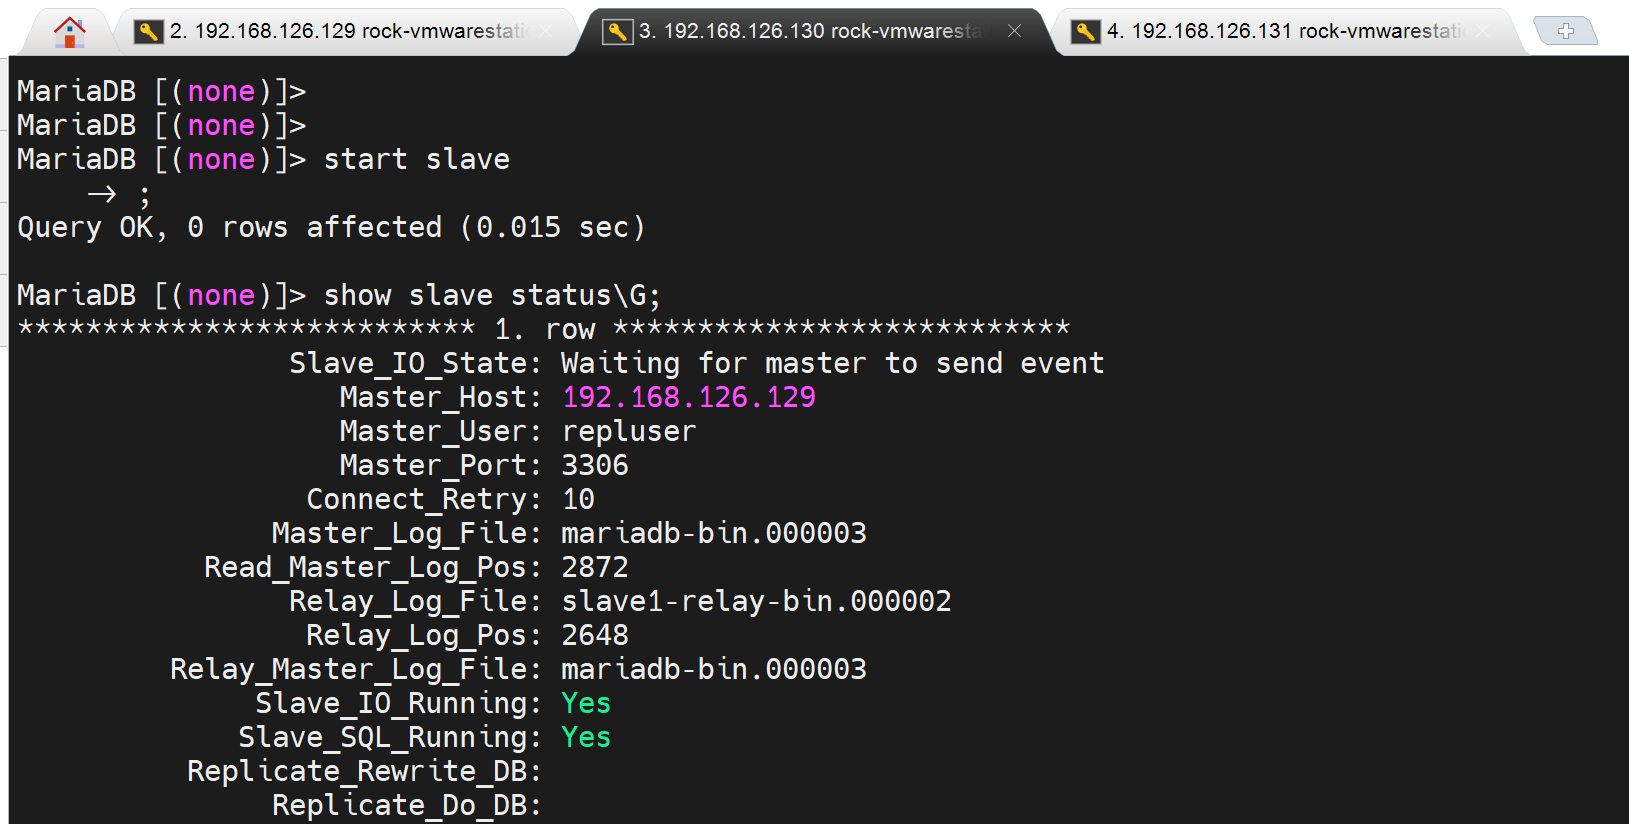 2. 192.168.126.129 rock-vmwarestati
3. 192.168.126.130 rock-vmwaresta
4. 192.168.126.131 rock-vmwarestati
MariaDB [(none)]>
MariaDB [(none)]>
MariaDB [(none)]> start slave
    → ;
Query OK, 0 rows affected (0.015 sec)
MariaDB [(none)]> show slave status\G;
*************************** 1. row ***************************
Slave_IO_State: Waiting for master to send event
Master_Host: 192.168.126.129
Master_User: repluser
Master_Port: 3306
Connect_Retry: 10
Master_Log_File: mariadb-bin.000003
Read_Master_Log_Pos: 2872
Relay_Log_File: slave1-relay-bin.000002
Relay_Log_Pos: 2648
Relay_Master_Log_File: mariadb-bin.000003
Slave_IO_Running: Yes
Slave_SQL_Running: Yes
Replicate_Rewrite_DB:
Replicate_Do_DB: